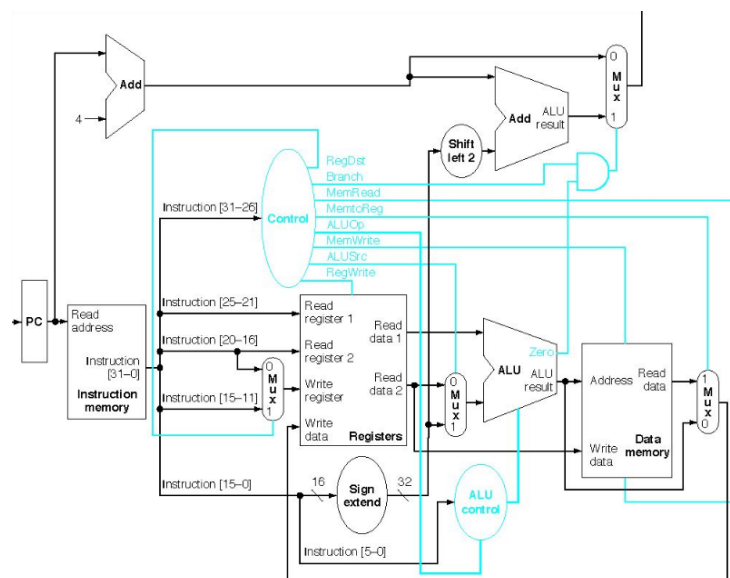 Add
4
0
Mux
1
Add
ALU
result
Shift
left 2
RegDst
Branch
MemRead
MemtoReg
ALUOp
MemWrite
ALUSrc
RegWrite
Control
Instruction [31–26]
Instruction [25–21]
Instruction [20–16]
Instruction [15–11]
Instruction [15–0]
Instruction [5–0]
PC
Read
address
Instruction
[31–0]
Instruction
memory
0
Mux
1
Read
register 1
Read
register 2
Write
register
Write
data
Read
data 1
Read
data 2
Registers
0
Mux
1
Zero
ALU
ALU
result
Address
Read
data
Write
data
Data
memory
1
Mux
0
16
Sign
extend
32
ALU
control